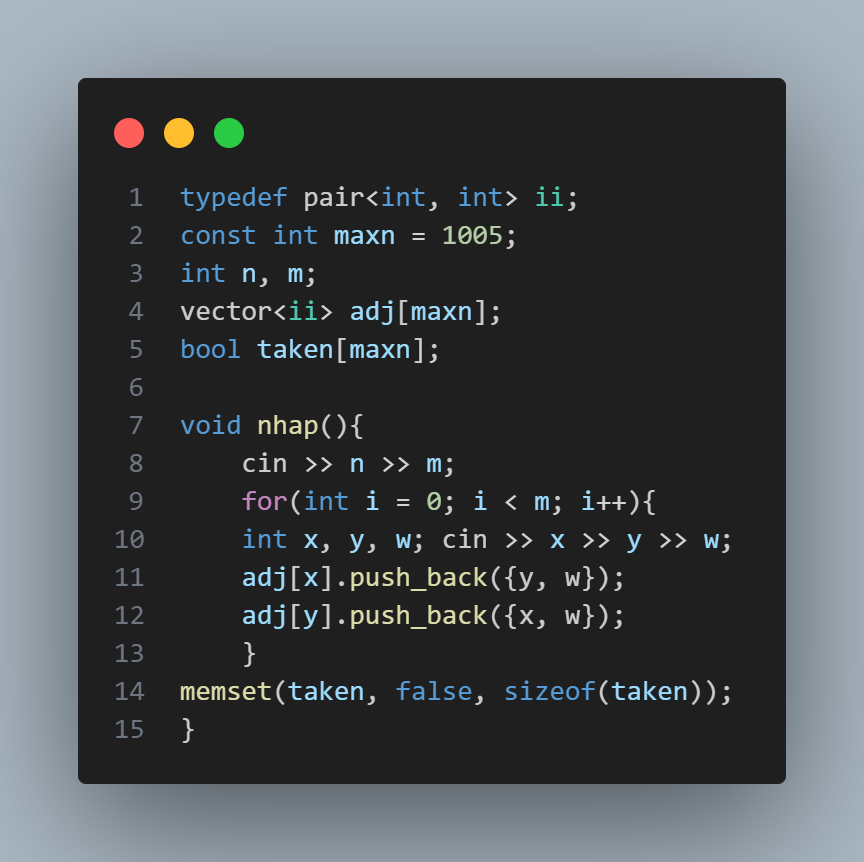 1 typedef pair<int, int> ii;
2 const int maxn = 1005;
3 int n, m;
4 vector<ii> adj[maxn];
5 bool taken[maxn];
6
7 void nhap(){
8     cin >> n >> m;
9     for(int i = 0; i < m; i++){
10     int x, y, w; cin >> x >> y >> w;
11     adj[x].push_back({y, w});
12     adj[y].push_back({x, w});
13     }
14 memset(taken, false, sizeof(taken));
15 }